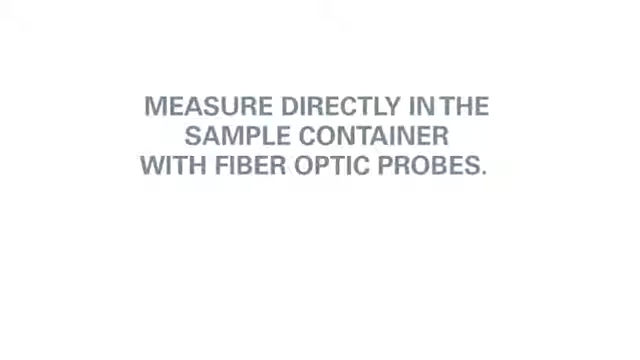 MEASURE DIRECTLY IN THE
SAMPLE CONTAINER
WITH FIBER OPTIC PROBES.